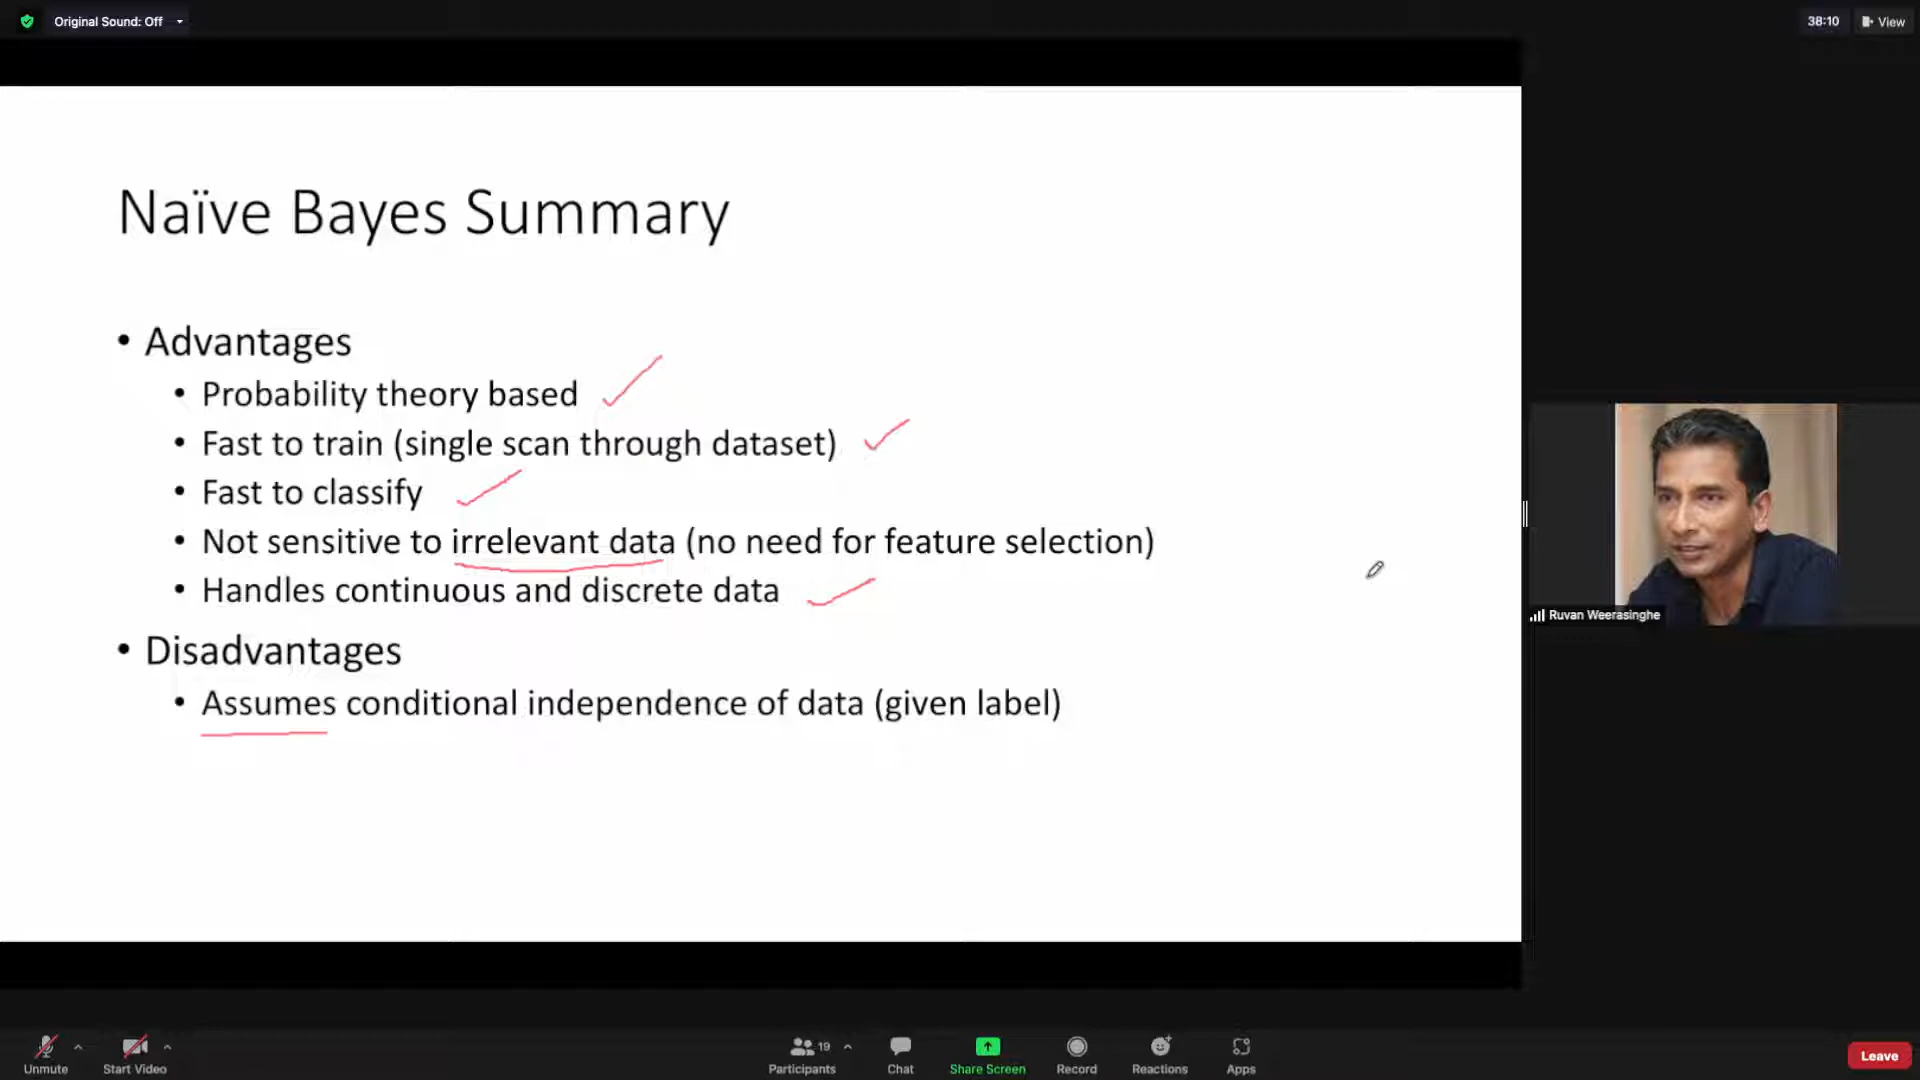 Original Sound: Off
38:10
View
Naïve Bayes Summary
• Advantages
• Probability theory based
• Fast to train (single scan through dataset)
• Fast to classify
• Not sensitive to irrelevant data (no need for feature selection)
• Handles continuous and discrete data
• Disadvantages
• Assumes conditional independence of data (given label)
Ruvan Weerasinghe
Unmute
Start Video
19
Participants
Chat
Share Screen
Record
Reactions
Apps
Leave